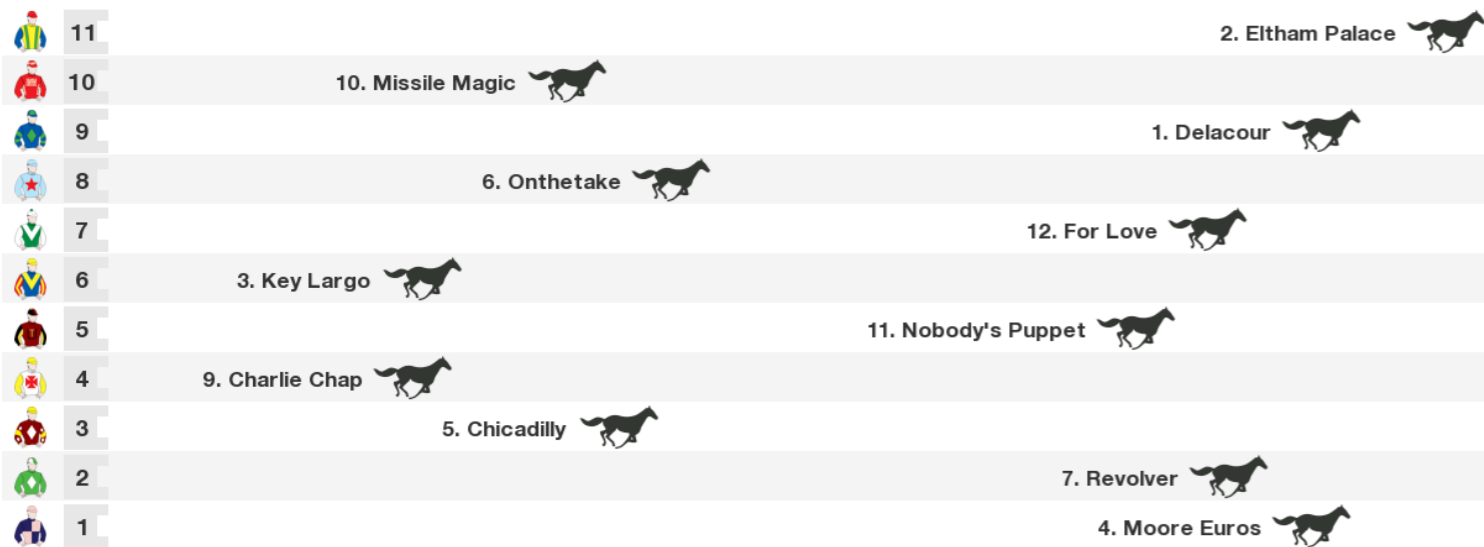 11 2. Eltham Palace
10 10. Missile Magic
9 1. Delacour
8 6. Onthetake
7 12. For Love
6 3. Key Largo
5 11. Nobody's Puppet
4 9. Charlie Chap
3 5. Chicadilly
2 7. Revolver
1 4. Moore Euros